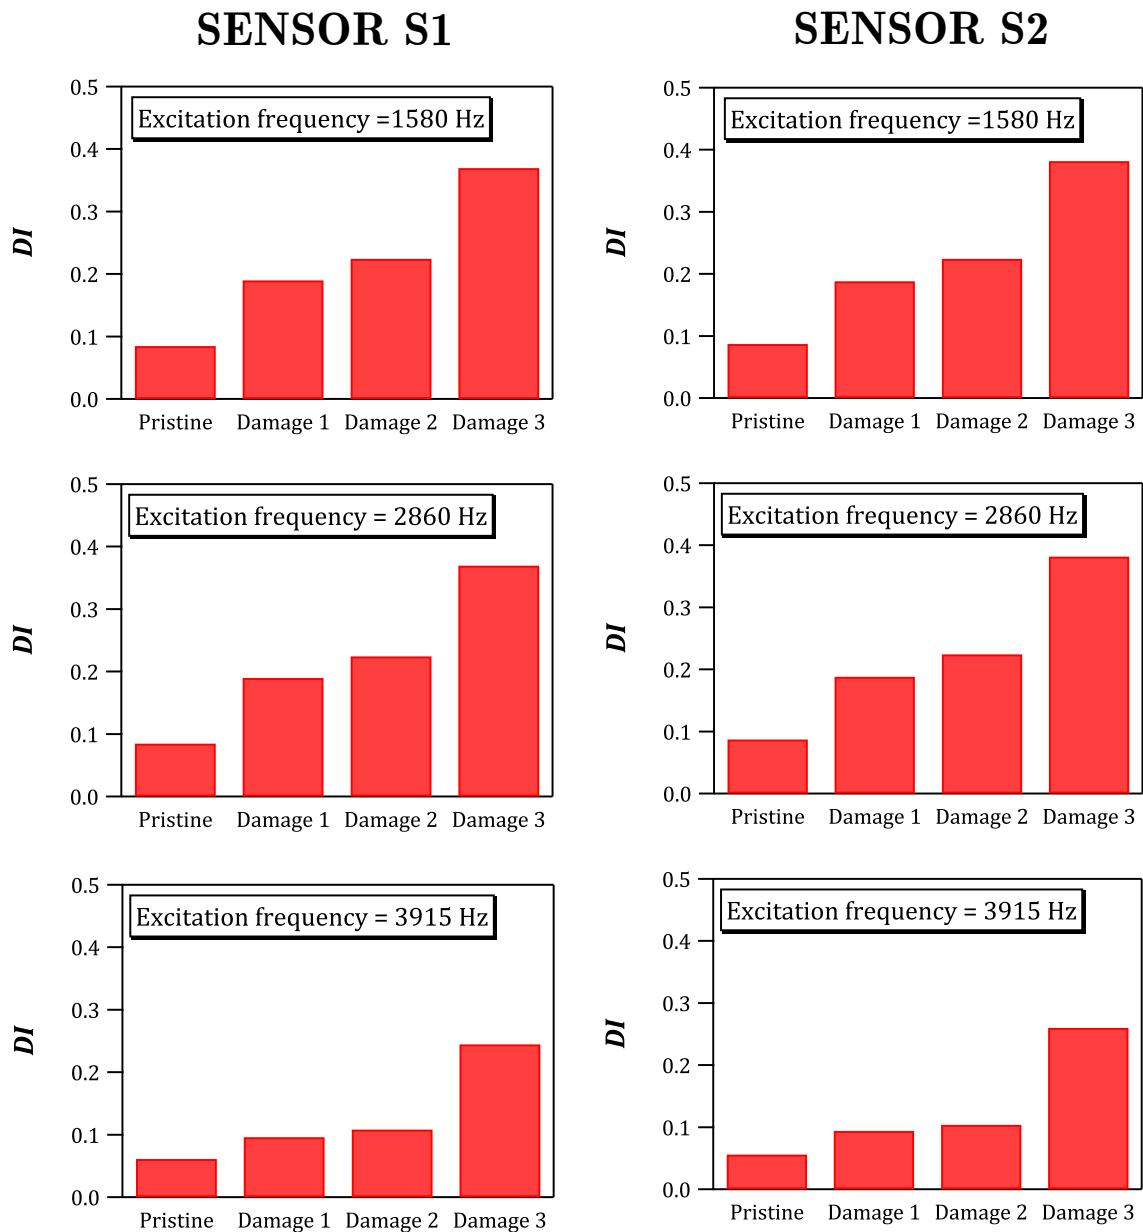 SENSOR S1
SENSOR S2
0.5
0.4
0.3
0.2
0.1
0.0
DI
Excitation frequency =1580 Hz
Pristine Damage 1 Damage 2 Damage 3
0.5
0.4
0.3
0.2
0.1
0.0
DI
Excitation frequency =1580 Hz
Pristine Damage 1 Damage 2 Damage 3
0.5
0.4
0.3
0.2
0.1
0.0
DI
Excitation frequency = 2860 Hz
Pristine Damage 1 Damage 2 Damage 3
0.5
0.4
0.3
0.2
0.1
0.0
DI
Excitation frequency = 2860 Hz
Pristine Damage 1 Damage 2 Damage 3
0.5
0.4
0.3
0.2
0.1
0.0
DI
Excitation frequency = 3915 Hz
Pristine Damage 1 Damage 2 Damage 3
0.5
0.4
0.3
0.2
0.1
0.0
DI
Excitation frequency = 3915 Hz
Pristine Damage 1 Damage 2 Damage 3